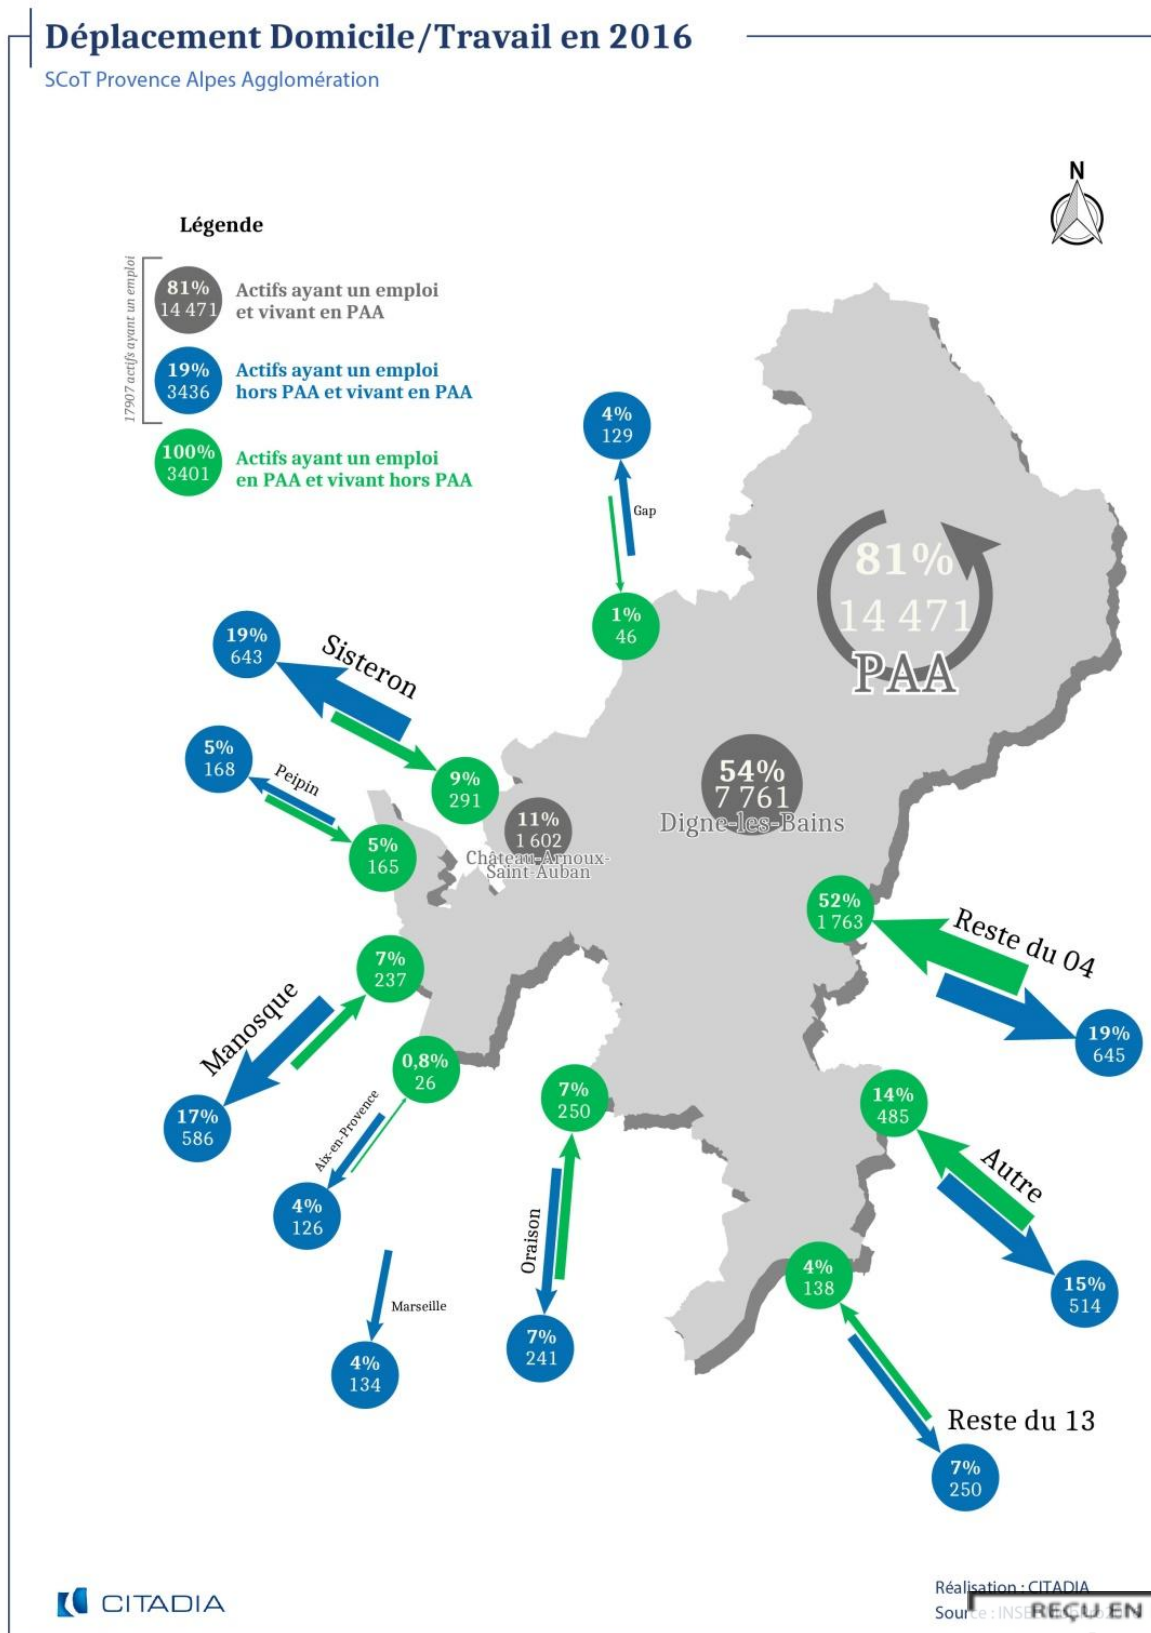 Déplacement Domicile/Travail en 2016
SCoT Provence Alpes Agglomération
N
Légende
17907 actifs ayant un emploi
81%
14 471
Actifs ayant un emploi
et vivant en PAA
19%
3436
Actifs ayant un emploi
hors PAA et vivant en PAA
100%
3401
Actifs ayant un emploi
en PAA et vivant hors PAA
4%
129
Gap
1%
46
81%
14 471
PAA
19%
643
Sisteron
9%
291
5%
168
Peipin
5%
165
11%
1 602
Château-Arnoux-
Saint-Auban
54%
7 761
Digne-les-Bains
52%
1 763
Reste du 04
19%
645
7%
237
Manosque
17%
586
0,8%
26
Aix-en-Provence
4%
126
Marseille
4%
134
7%
250
Oraison
7%
241
14%
485
Autre
15%
514
4%
138
Reste du 13
7%
250
CITADIA
Réalisation : CITADIA
Source : INSEE
REÇU EN